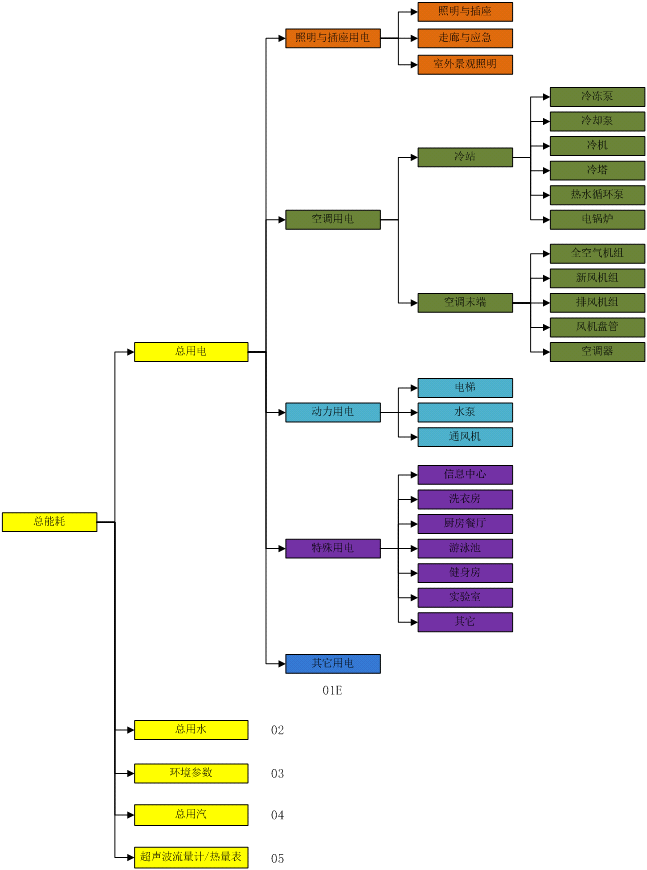 照明与插座
照明与插座用电
走廊与应急
室外景观照明
冷冻泵
冷却泵
冷机
冷站
冷塔
热水循环泵
空调用电
电锅炉
全空气机组
新风机组
空调末端
排风机组
风机盘管
总用电
空调器
电梯
动力用电
水泵
通风机
信息中心
洗衣房
总能耗
厨房餐厅
特殊用电
游泳池
健身房
实验室
其它
其它用电
01E
总用水 02
环境参数 03
总用汽 04
超声波流量计/热量表 05